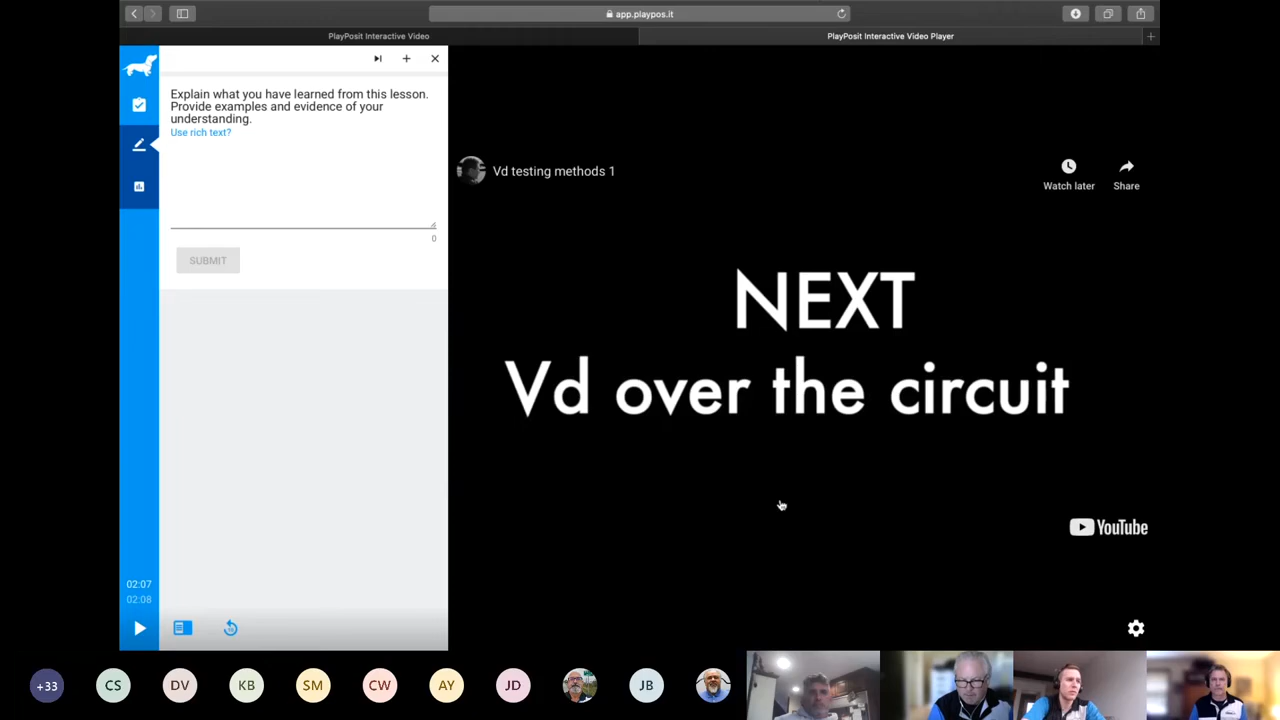 app.playpos.it
PlayPosit Interactive Video
PlayPosit Interactive Video Player
Explain what you have learned from this lesson.
Provide examples and evidence of your
understanding.
Use rich text?
0
SUBMIT
Vd testing methods 1
Watch later
Share
NEXT
Vd over the circuit
YouTube
02:07
02:08
+33
CS
DV
KB
SM
CW
AY
JD
JB